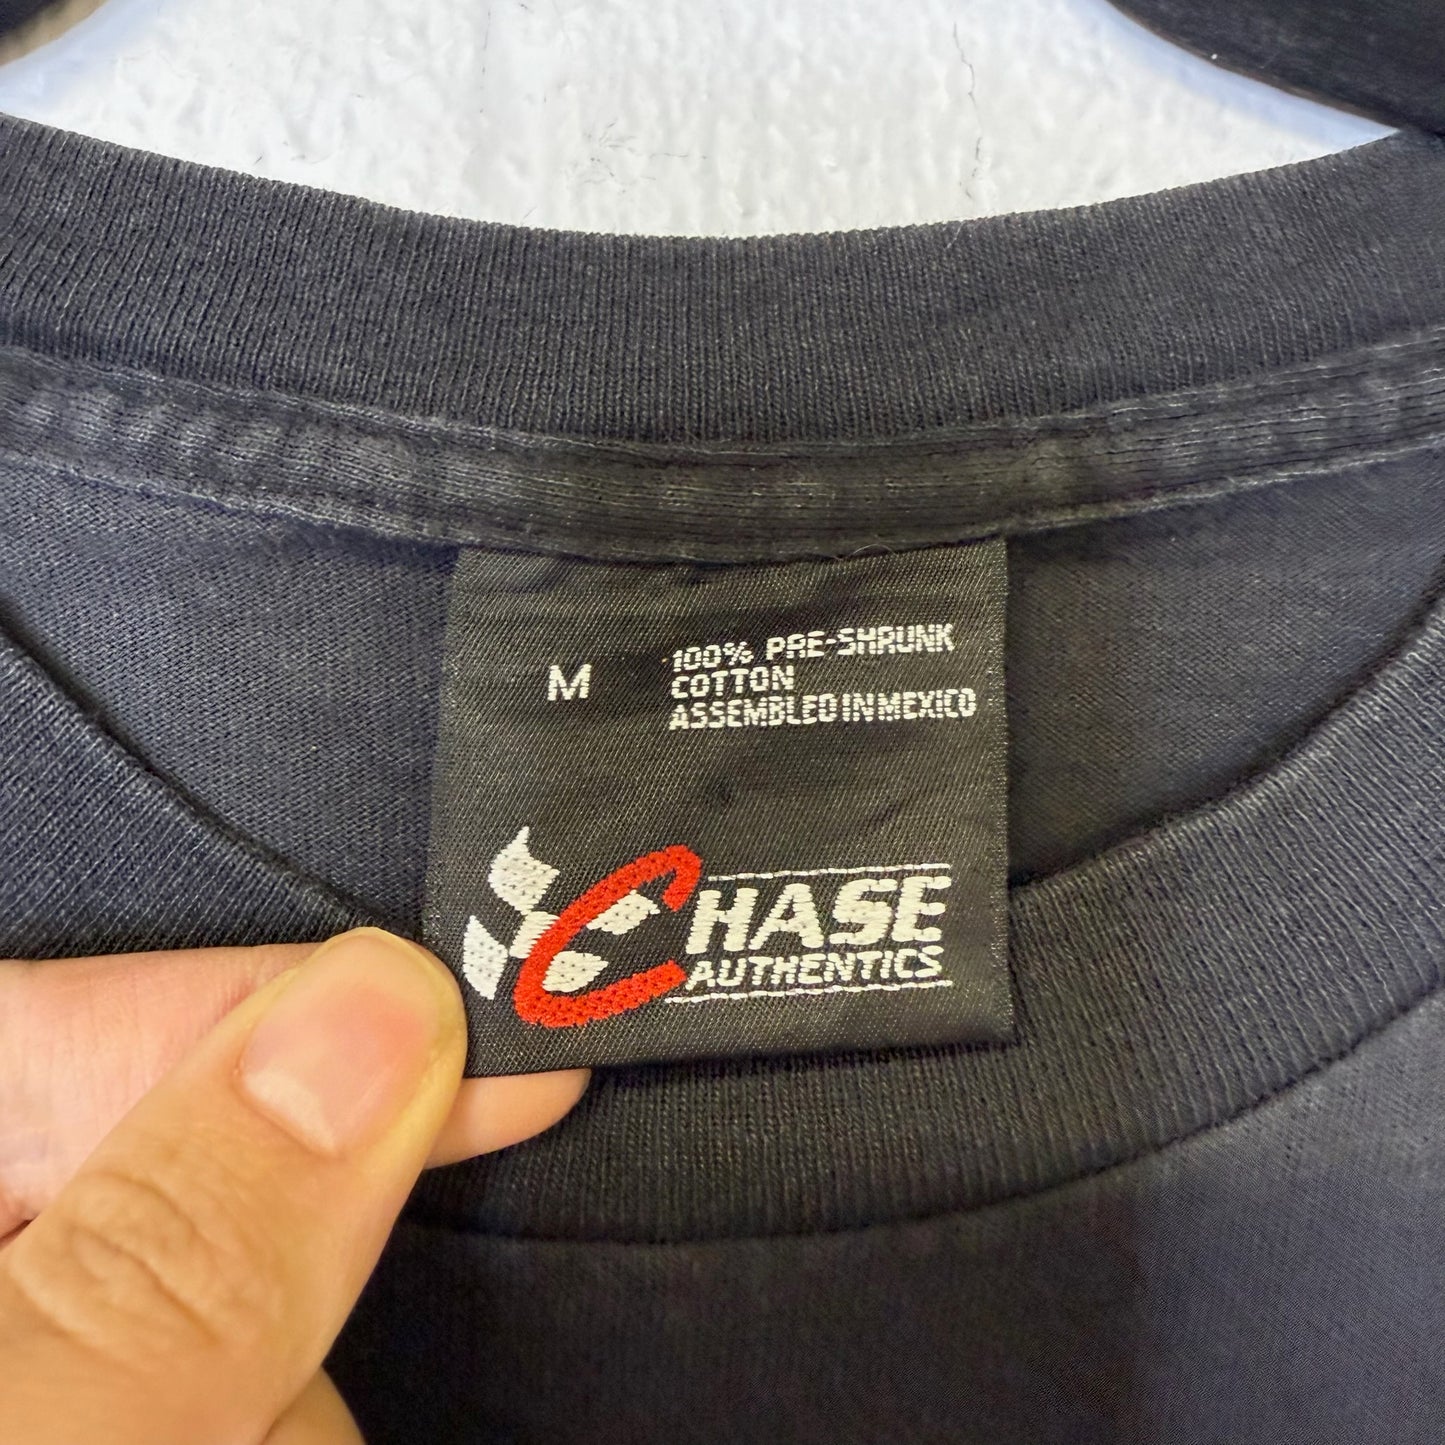 M
100% PRE-SHRUNK
COTTON
ASSEMBLED IN MEXICO
CHASE
AUTHENTICS